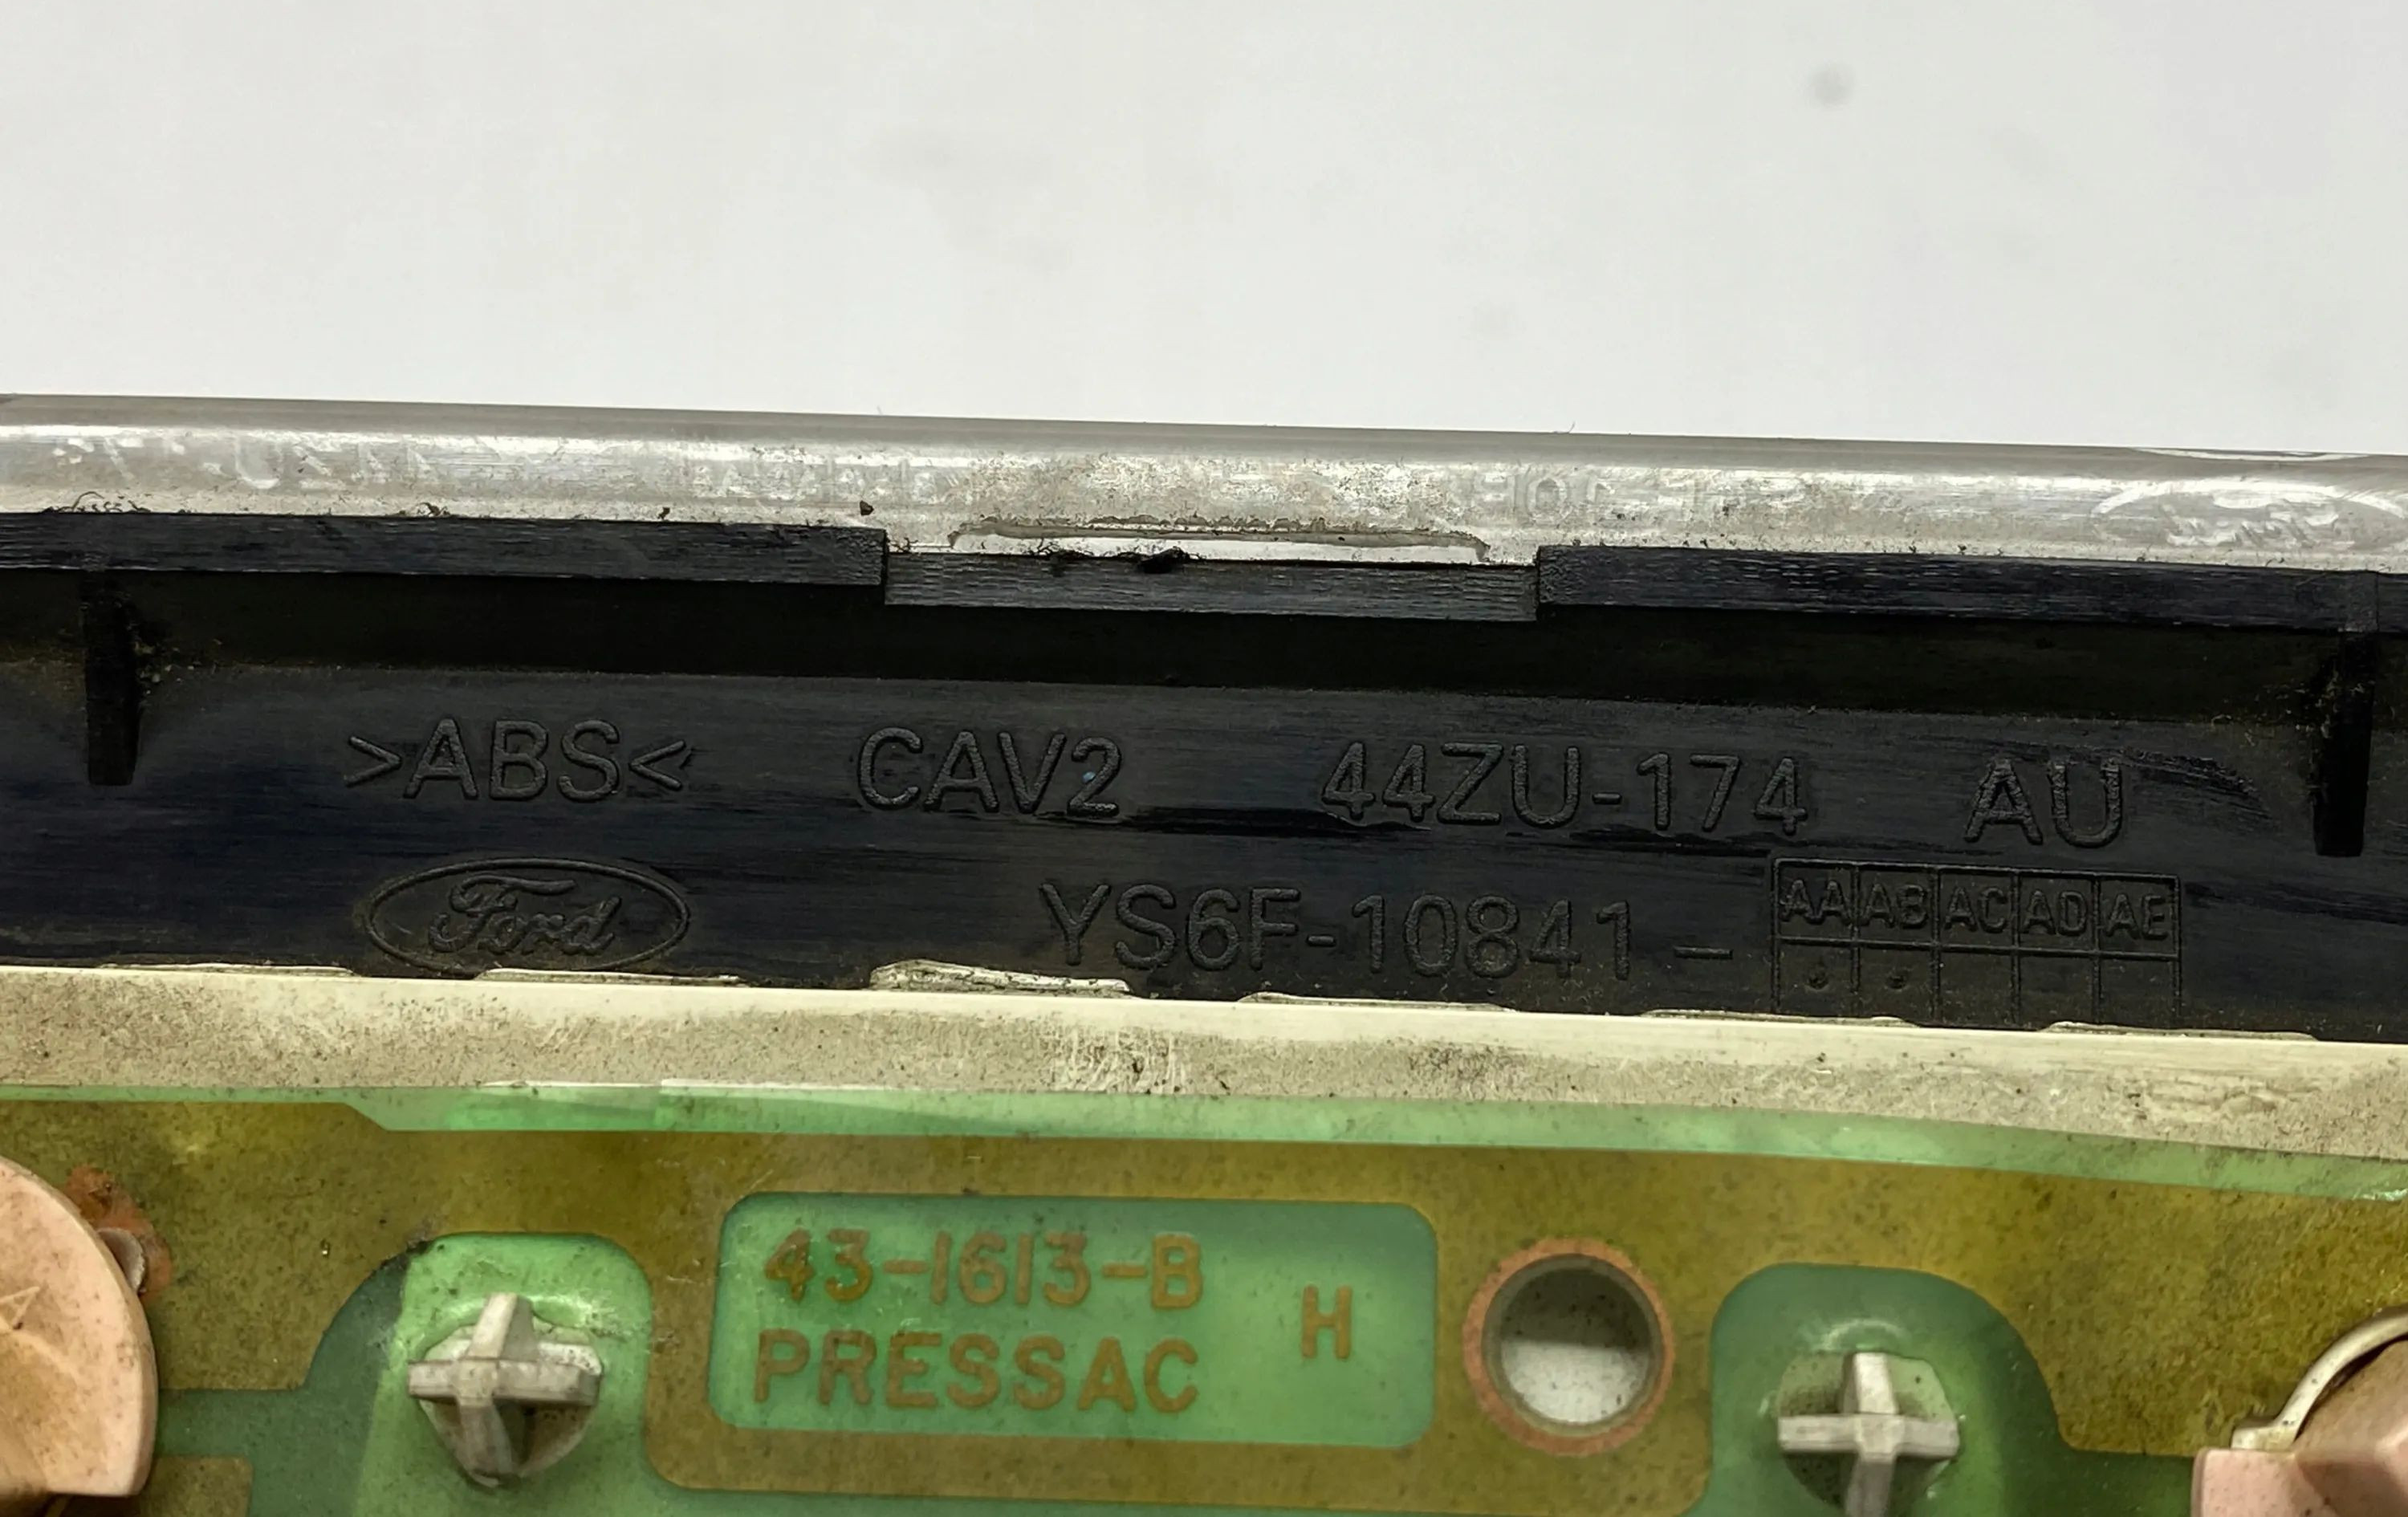 >ABS< CAV2 44ZU-174 AU
Ford YS6F-10841- AA AB AC AD AE
43-1613-B
H
PRESSAC